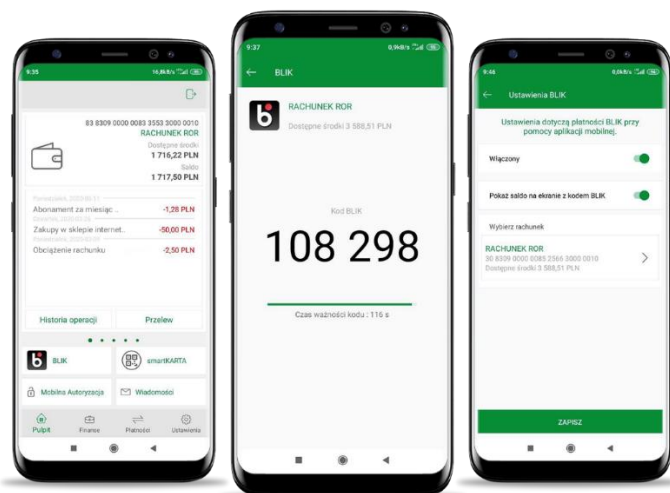 9:35
16,8kB/s
83 8309 0000 0083 3553 3000 0010
RACHUNEK ROR
Dostępne środki
1 716,22 PLN
Saldo
1 717,50 PLN
Abonament za miesiąc ..
-1,28 PLN
Zakupy w sklepie internet..
-50,00 PLN
Obciążenie rachunku
-2,50 PLN
Historia operacji
Przelew
BLIK
smartKARTA
Mobilna Autoryzacja
Wiadomości
Pulpit
Finanse
Płatności
Ustawienia
9:37
0,9kB/s
BLIK
RACHUNEK ROR
Dostępne środki 3 588,51 PLN
Kod BLIK
108 298
Czas ważności kodu : 116 s
9:46
Ustawienia BLIK
Ustawienia dotyczą płatności BLIK przy
pomocy aplikacji mobilnej.
Włączony
Pokaż saldo na ekranie z kodem BLIK
Wybierz rachunek
RACHUNEK ROR
Dostępne środki 3 588,51 PLN
ZAPISZ